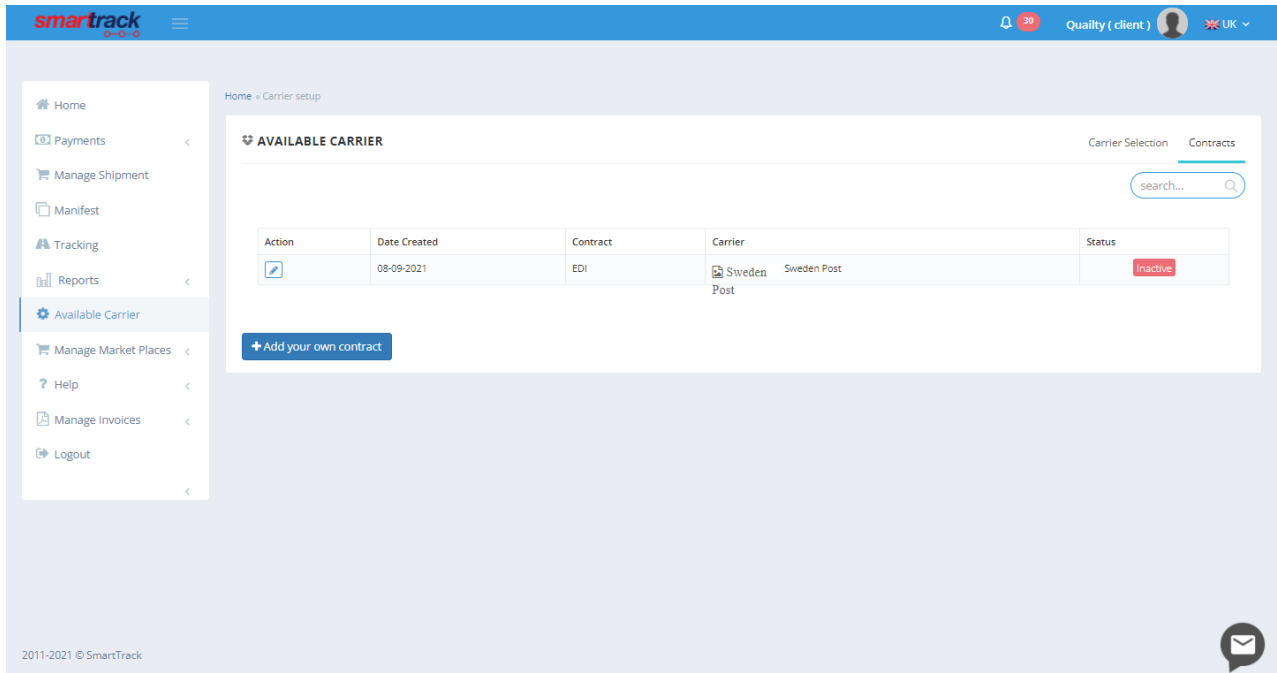 smartrack
30
Quailty ( client )
UK
Home
Payments
Manage Shipment
Manifest
Tracking
Reports
Available Carrier
Manage Market Places
? Help
Manage Invoices
Logout
Home » Carrier setup
AVAILABLE CARRIER
Carrier Selection Contracts
search...
Action Date Created Contract Carrier Status
08-09-2021 EDI Sweden Post Sweden Post Inactive
+ Add your own contract
2011-2021 © SmartTrack